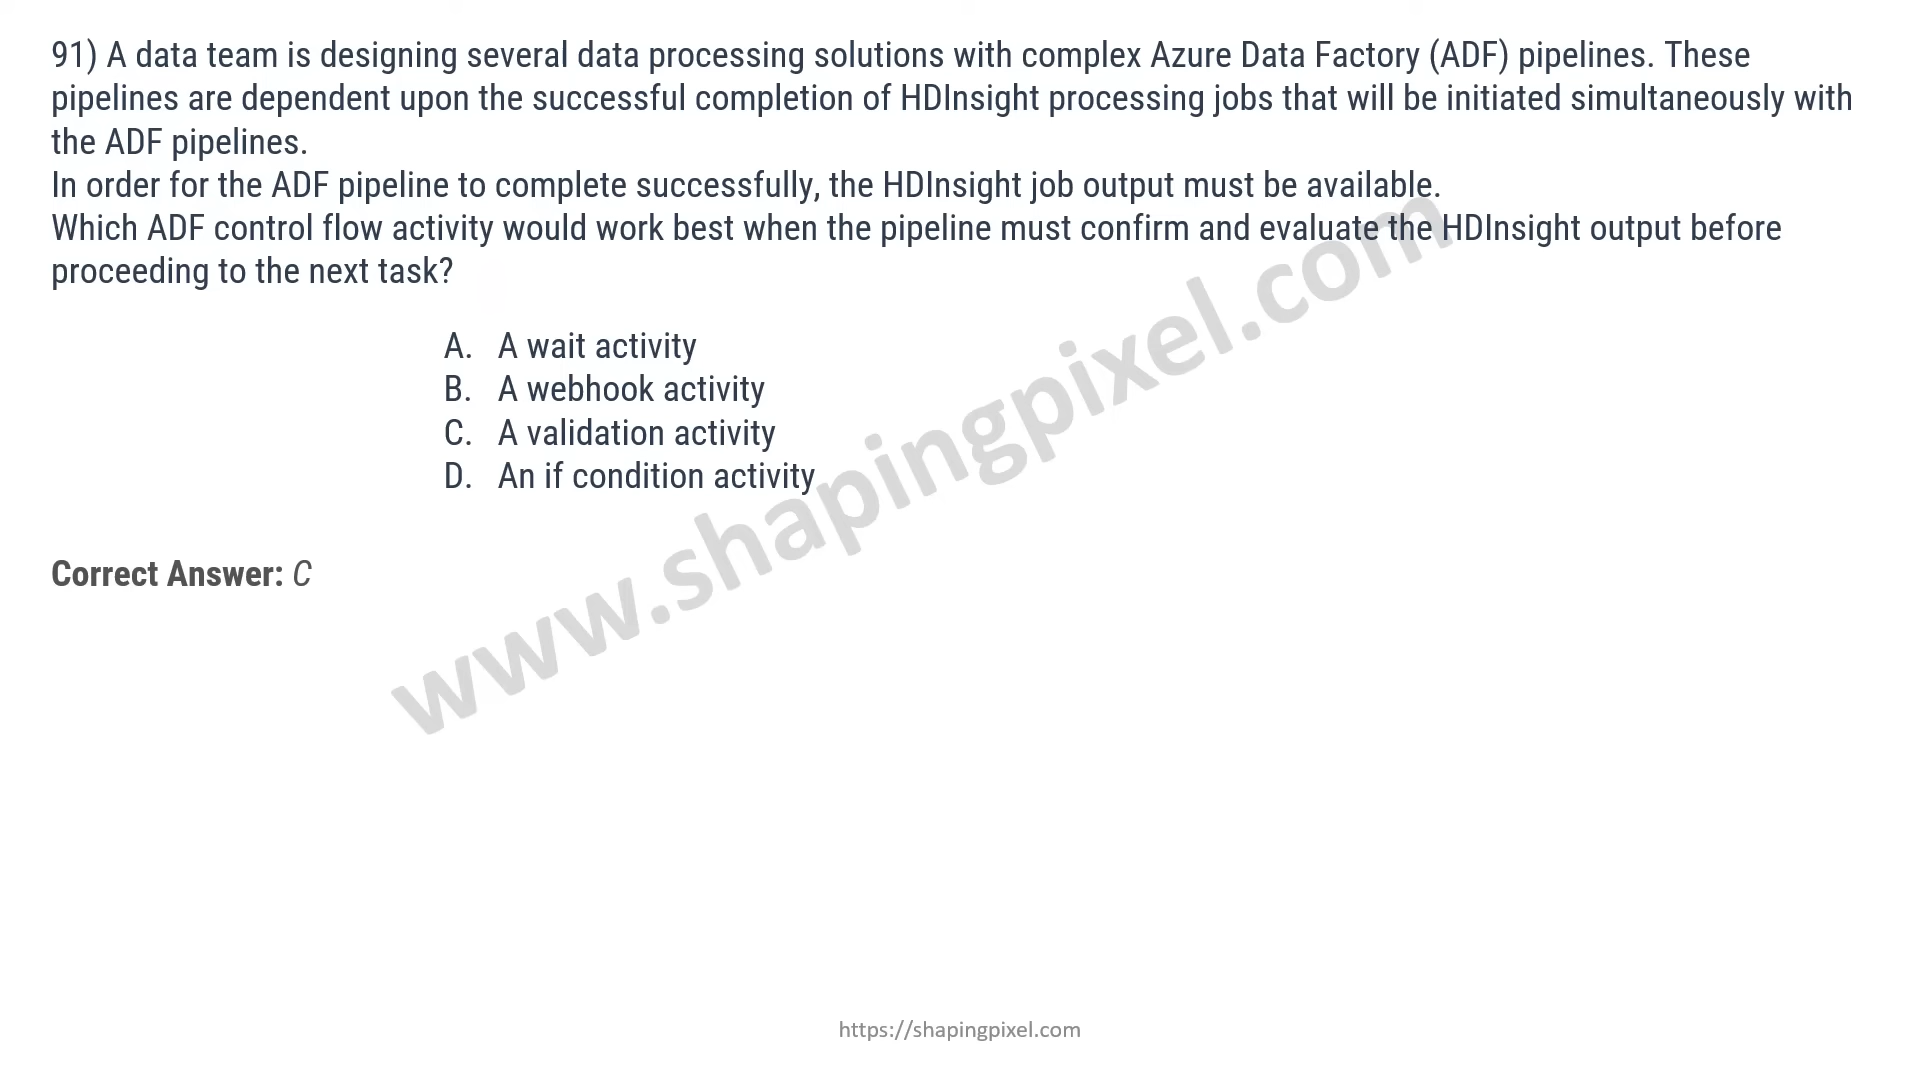 91) A data team is designing several data processing solutions with complex Azure Data Factory (ADF) pipelines. These
pipelines are dependent upon the successful completion of HDInsight processing jobs that will be initiated simultaneously with
the ADF pipelines.
In order for the ADF pipeline to complete successfully, the HDInsight job output must be available.
Which ADF control flow activity would work best when the pipeline must confirm and evaluate the HDInsight output before
proceeding to the next task?
A. A wait activity
B. A webhook activity
C. A validation activity
D. An if condition activity
www.shapingpixel.com
Correct Answer: C
https://shapingpixel.com